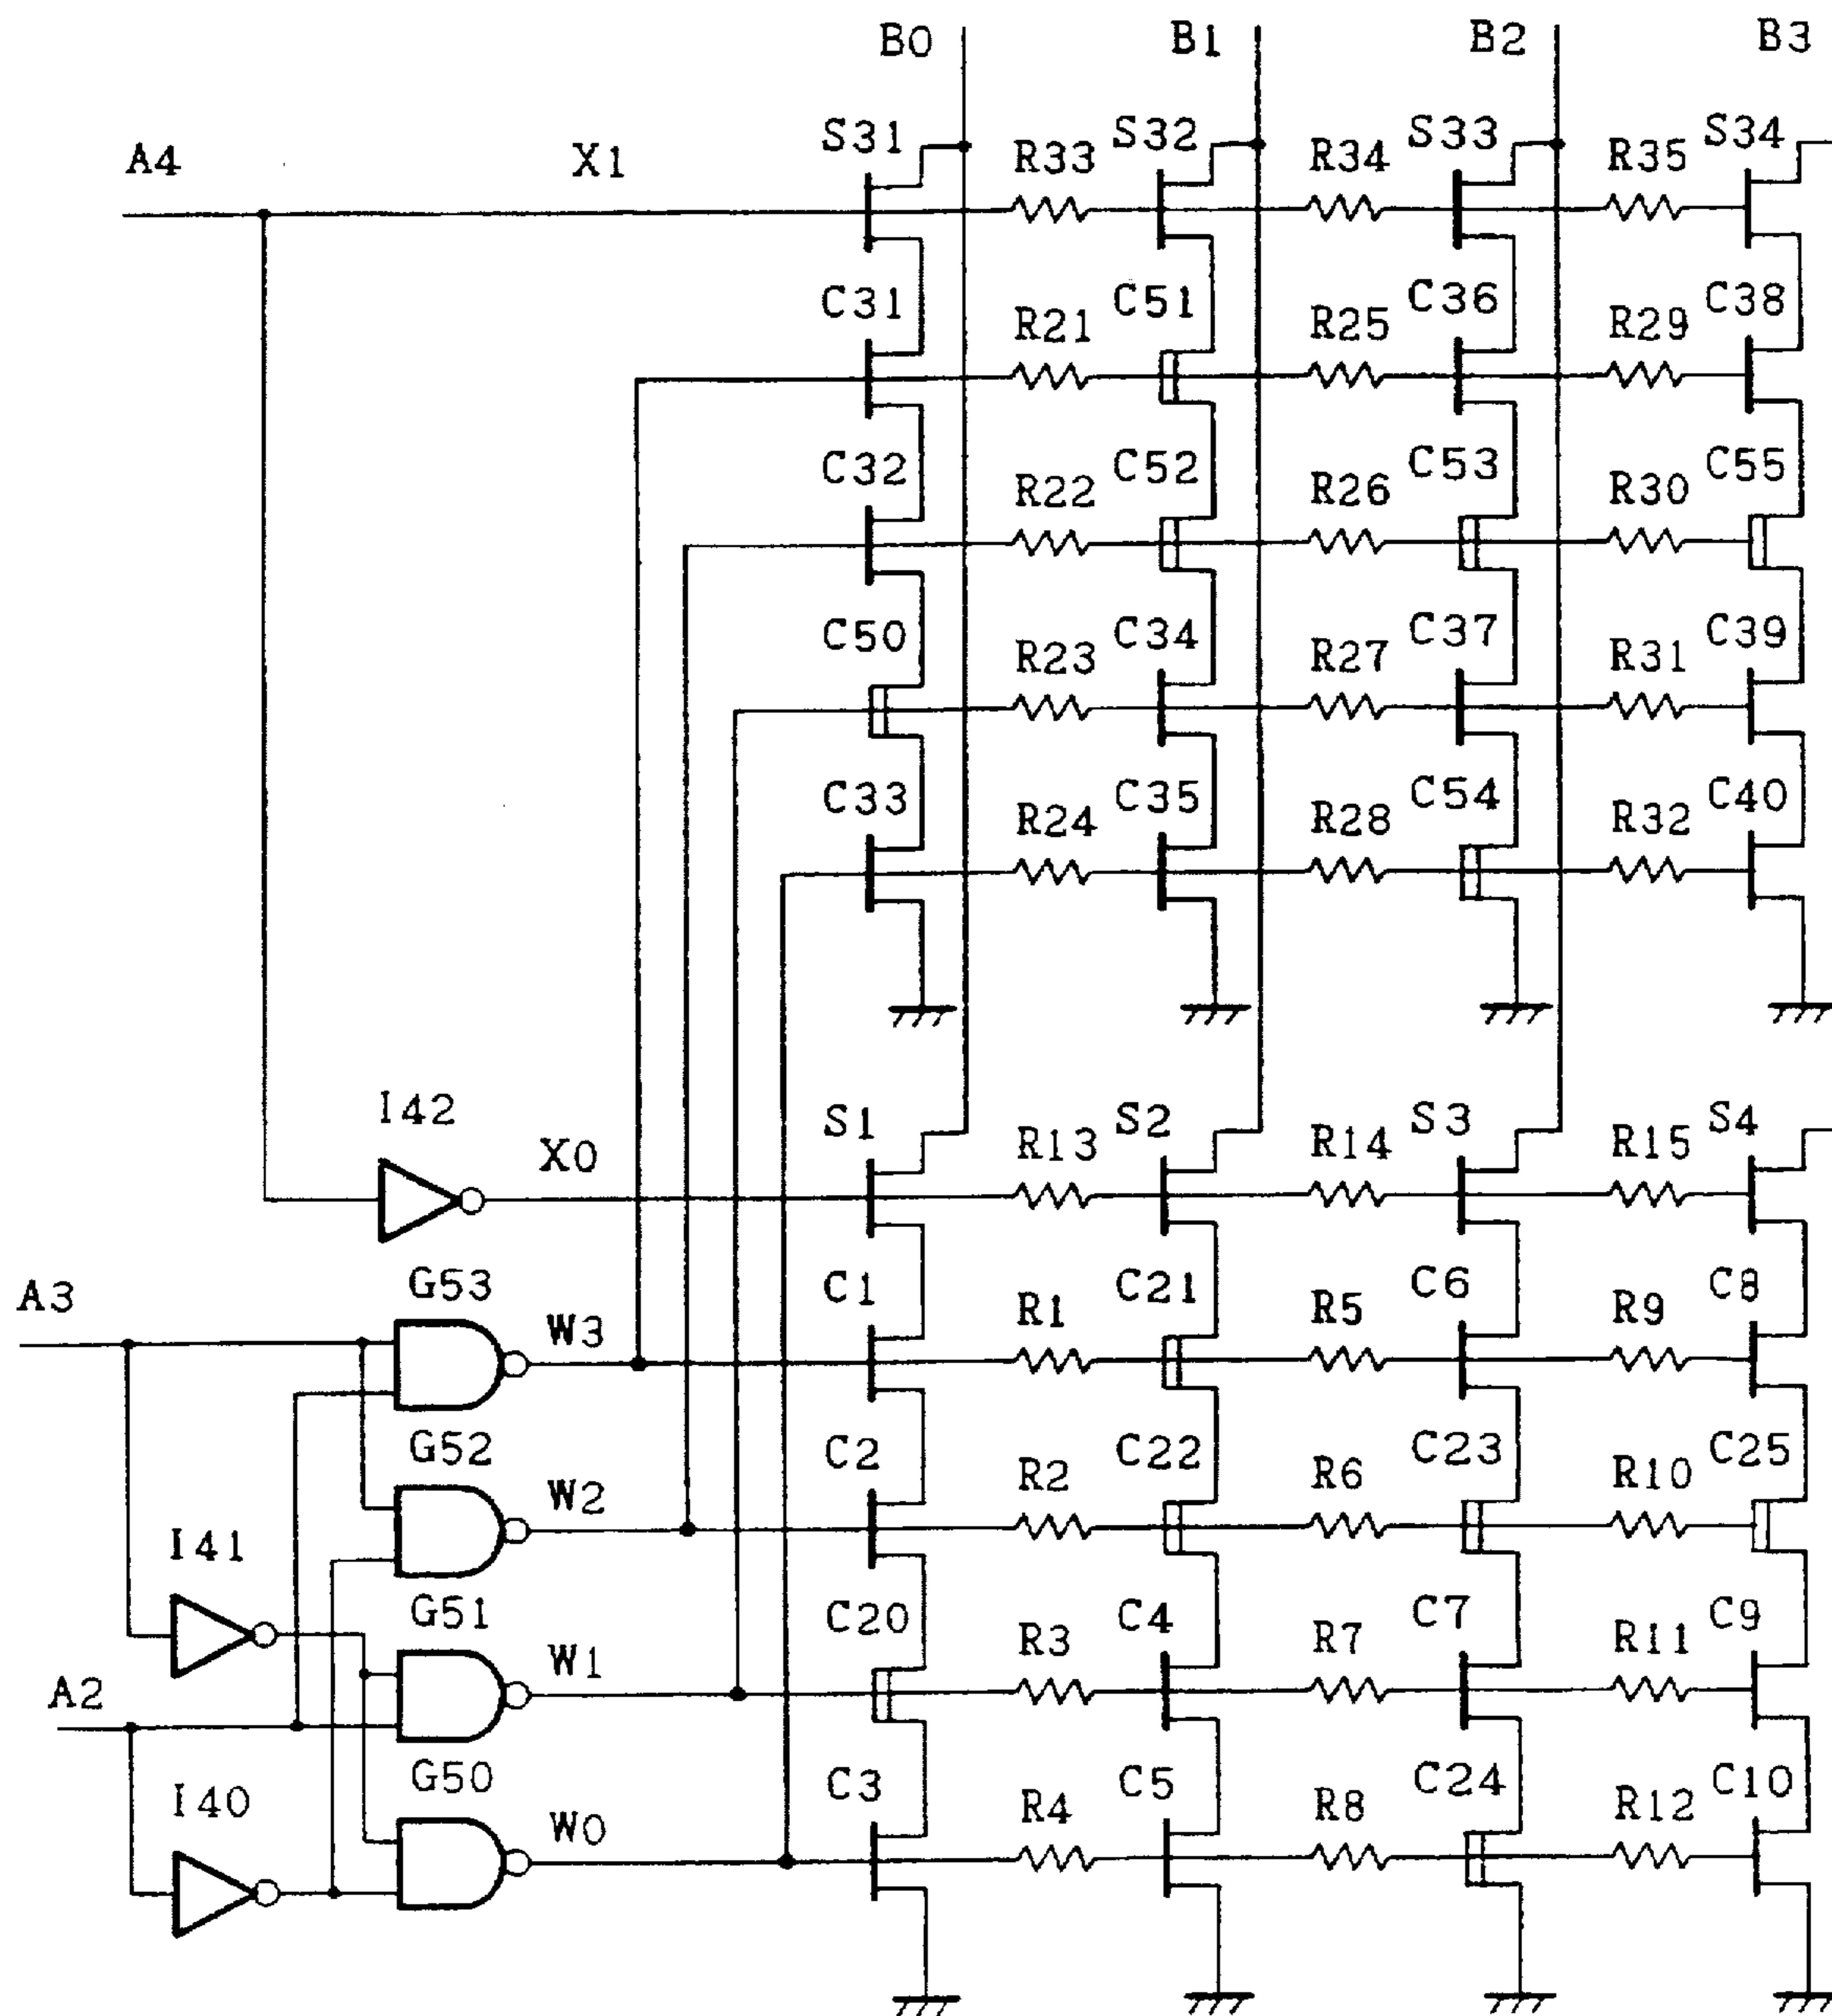 B0 B1 B2 B3
A4 X1 S31 R33 S32 R34 S33 R35 S34
C31 R21 C51 R25 C36 R29 C38
C32 R22 C52 R26 C53 R30 C55
C50 R23 C34 R27 C37 R31 C39
C33 R24 C35 R28 C54 R32 C40
I42 X0 S1 R13 S2 R14 S3 R15 S4
A3 G53 W3 C1 R1 C21 R5 C6 R9 C8
G52 W2 C2 R2 C22 R6 C23 R10 C25
I41 G51 W1 C20 R3 C4 R7 C7 R11 C9
A2 G50 W0 C3 R4 C5 R8 C24 R12 C10
I40